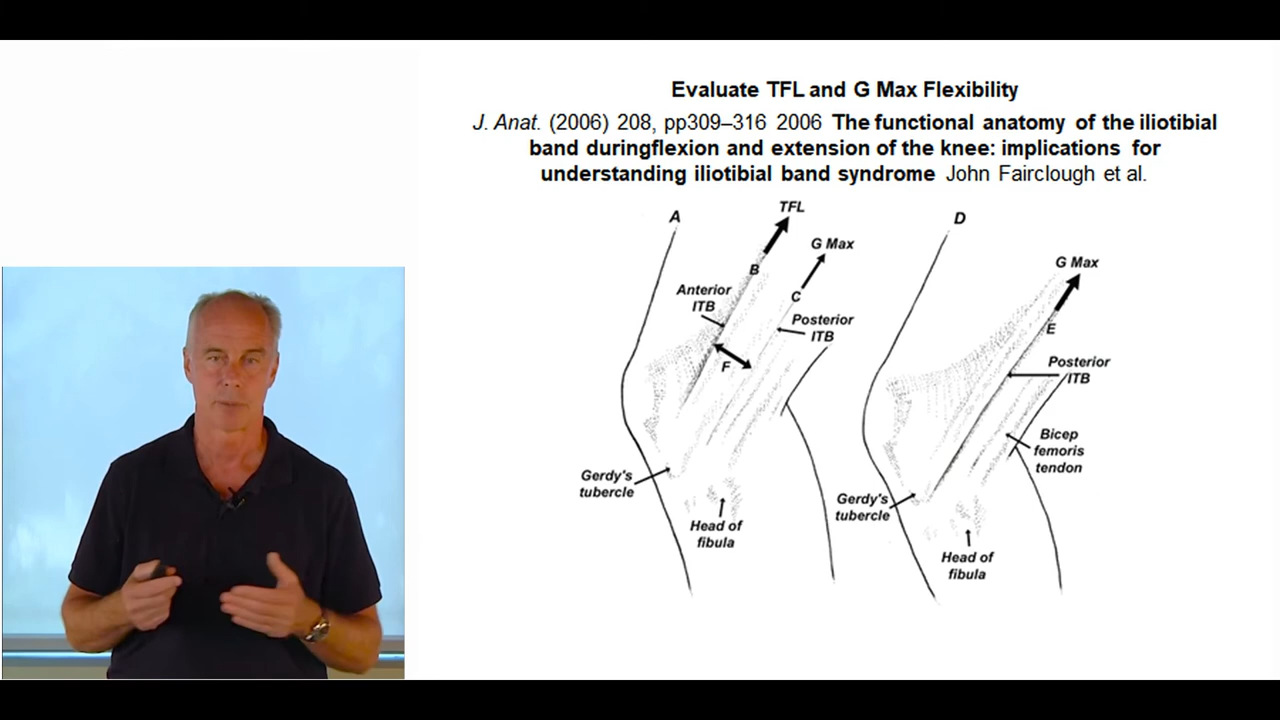 Evaluate TFL and G Max Flexibility
J. Anat. (2006) 208, pp309–316 2006 The functional anatomy of the iliotibial
band duringflexion and extension of the knee: implications for
understanding iliotibial band syndrome John Fairclough et al.
A
TFL
G Max
B
C
Anterior
ITB
Posterior
ITB
F
Gerdy's
tubercle
Head of
fibula
D
G Max
E
Posterior
ITB
Bicep
femoris
tendon
Gerdy's
tubercle
Head of
fibula